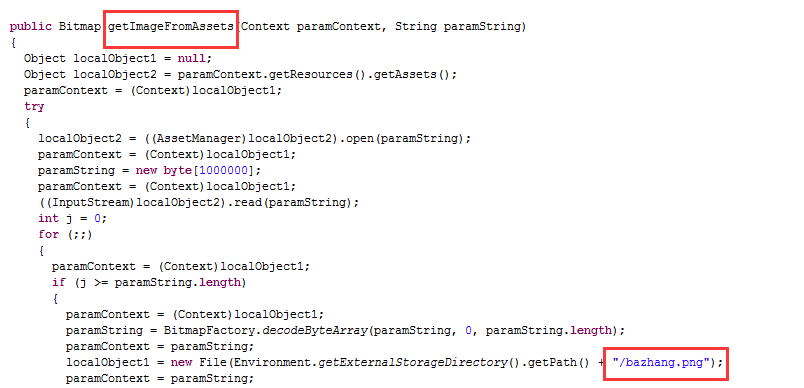 public Bitmap getImageFromAssets(Context paramContext, String paramString)
{
Object localObject1 = null;
Object localObject2 = paramContext.getResources().getAssets();
paramContext = (Context)localObject1;
try
{
localObject2 = ((AssetManager)localObject2).open(paramString);
paramContext = (Context)localObject1;
paramString = new byte[1000000];
paramContext = (Context)localObject1;
((InputStream)localObject2).read(paramString);
int j = 0;
for (;;)
{
paramContext = (Context)localObject1;
if (j >= paramString.length)
{
paramContext = (Context)localObject1;
paramString = BitmapFactory.decodeByteArray(paramString, 0, paramString.length);
paramContext = paramString;
localObject1 = new File(Environment.getExternalStorageDirectory().getPath() + "/bazhang.png");
paramContext = paramString;